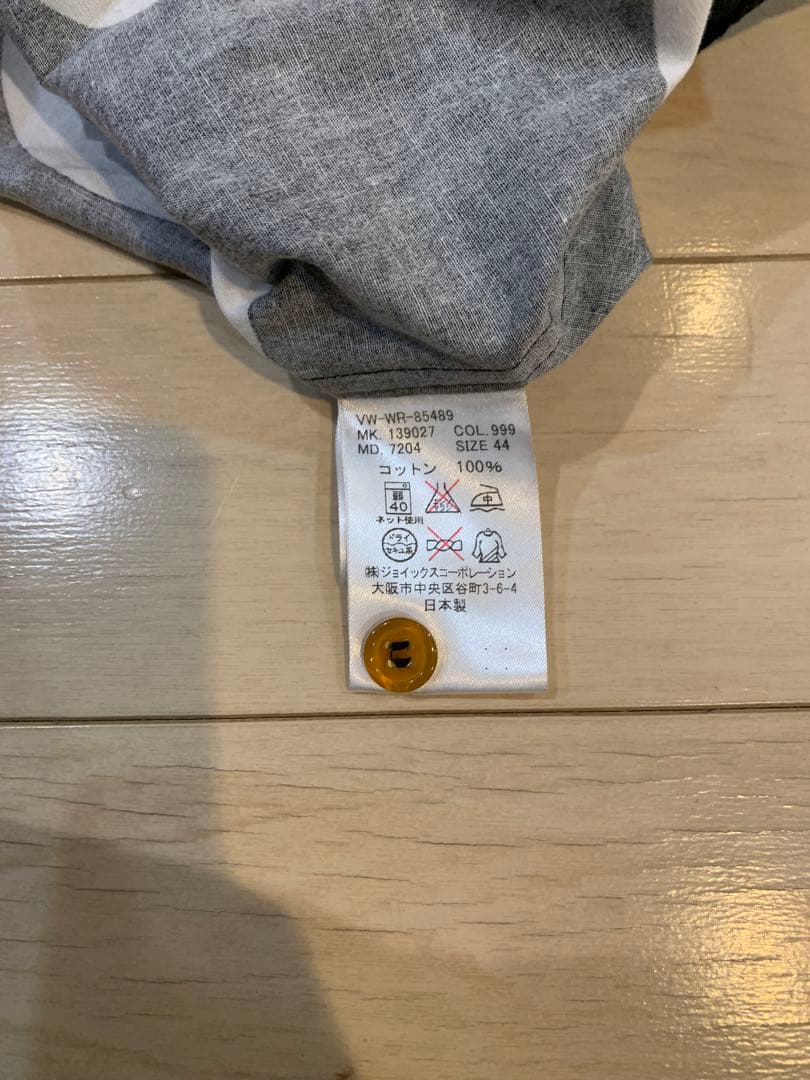 VW-WR-85489
MK. 139027 COL. 999
MD. 7204 SIZE 44
コットン 100%
弱
40
中
ネット使用
ドライ
セキユ系
㈱ジョイックスコーポレーション
大阪市中央区谷町3-6-4
日本製